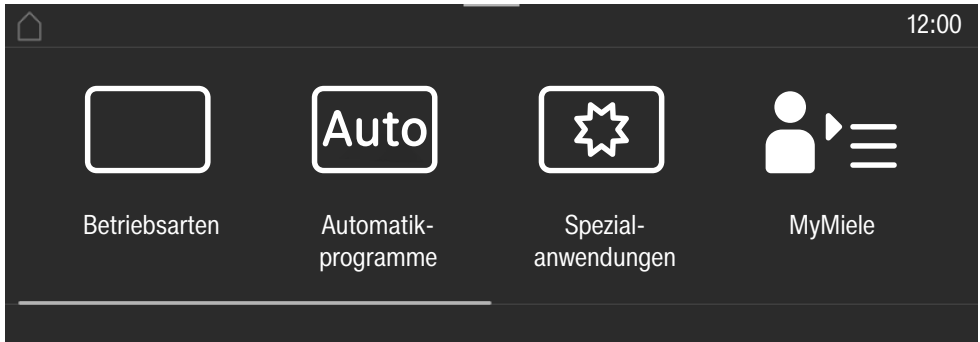 12:00
Auto
Betriebsarten
Automatik-
programme
Spezial-
anwendungen
MyMiele